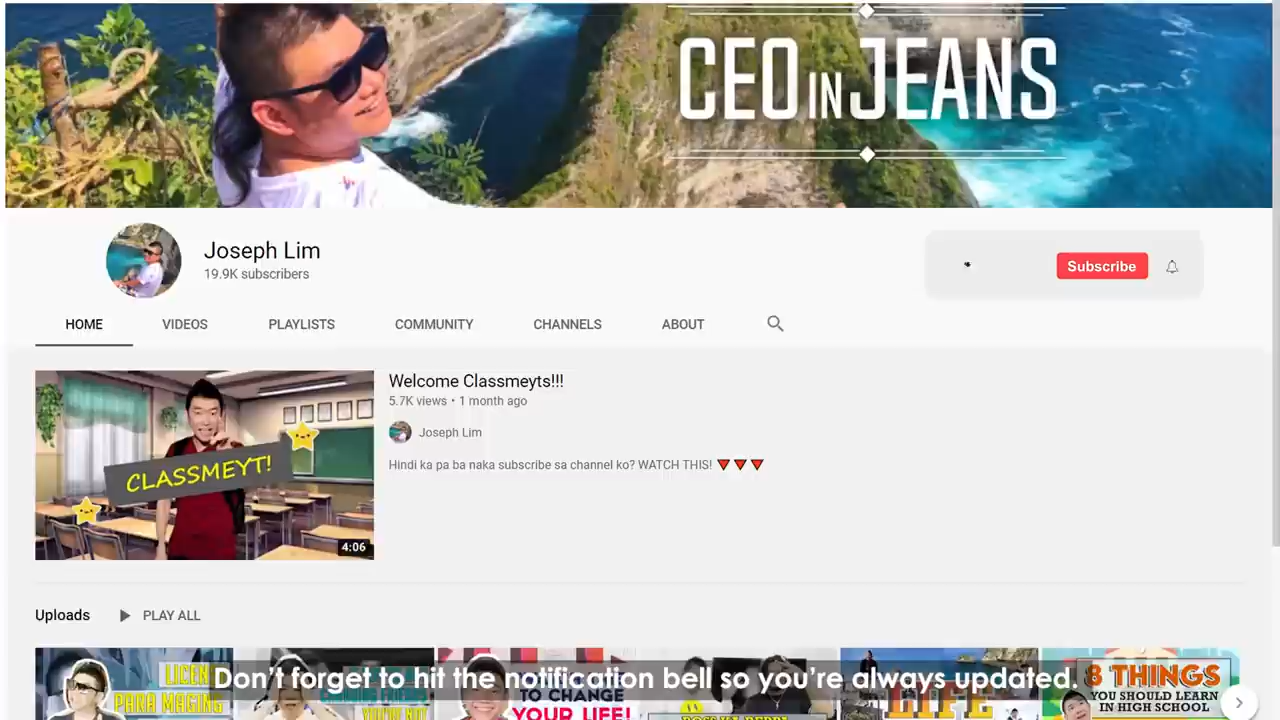 CEO IN JEANS
Joseph Lim
19.9K subscribers
Subscribe
HOME VIDEOS PLAYLISTS COMMUNITY CHANNELS ABOUT
Welcome Classmeyts!!!
5.7K views • 1 month ago
Joseph Lim
Hindi ka pa ba naka subscribe sa channel ko? WATCH THIS!
CLASSMEYT!
4:06
Uploads PLAY ALL
PARA MAGING
TO CHANGE
YOUR LIFE!
LIFE
8 THINGS
YOU SHOULD LEARN
IN HIGH SCHOOL
Don't forget to hit the notification bell so you're always updated.